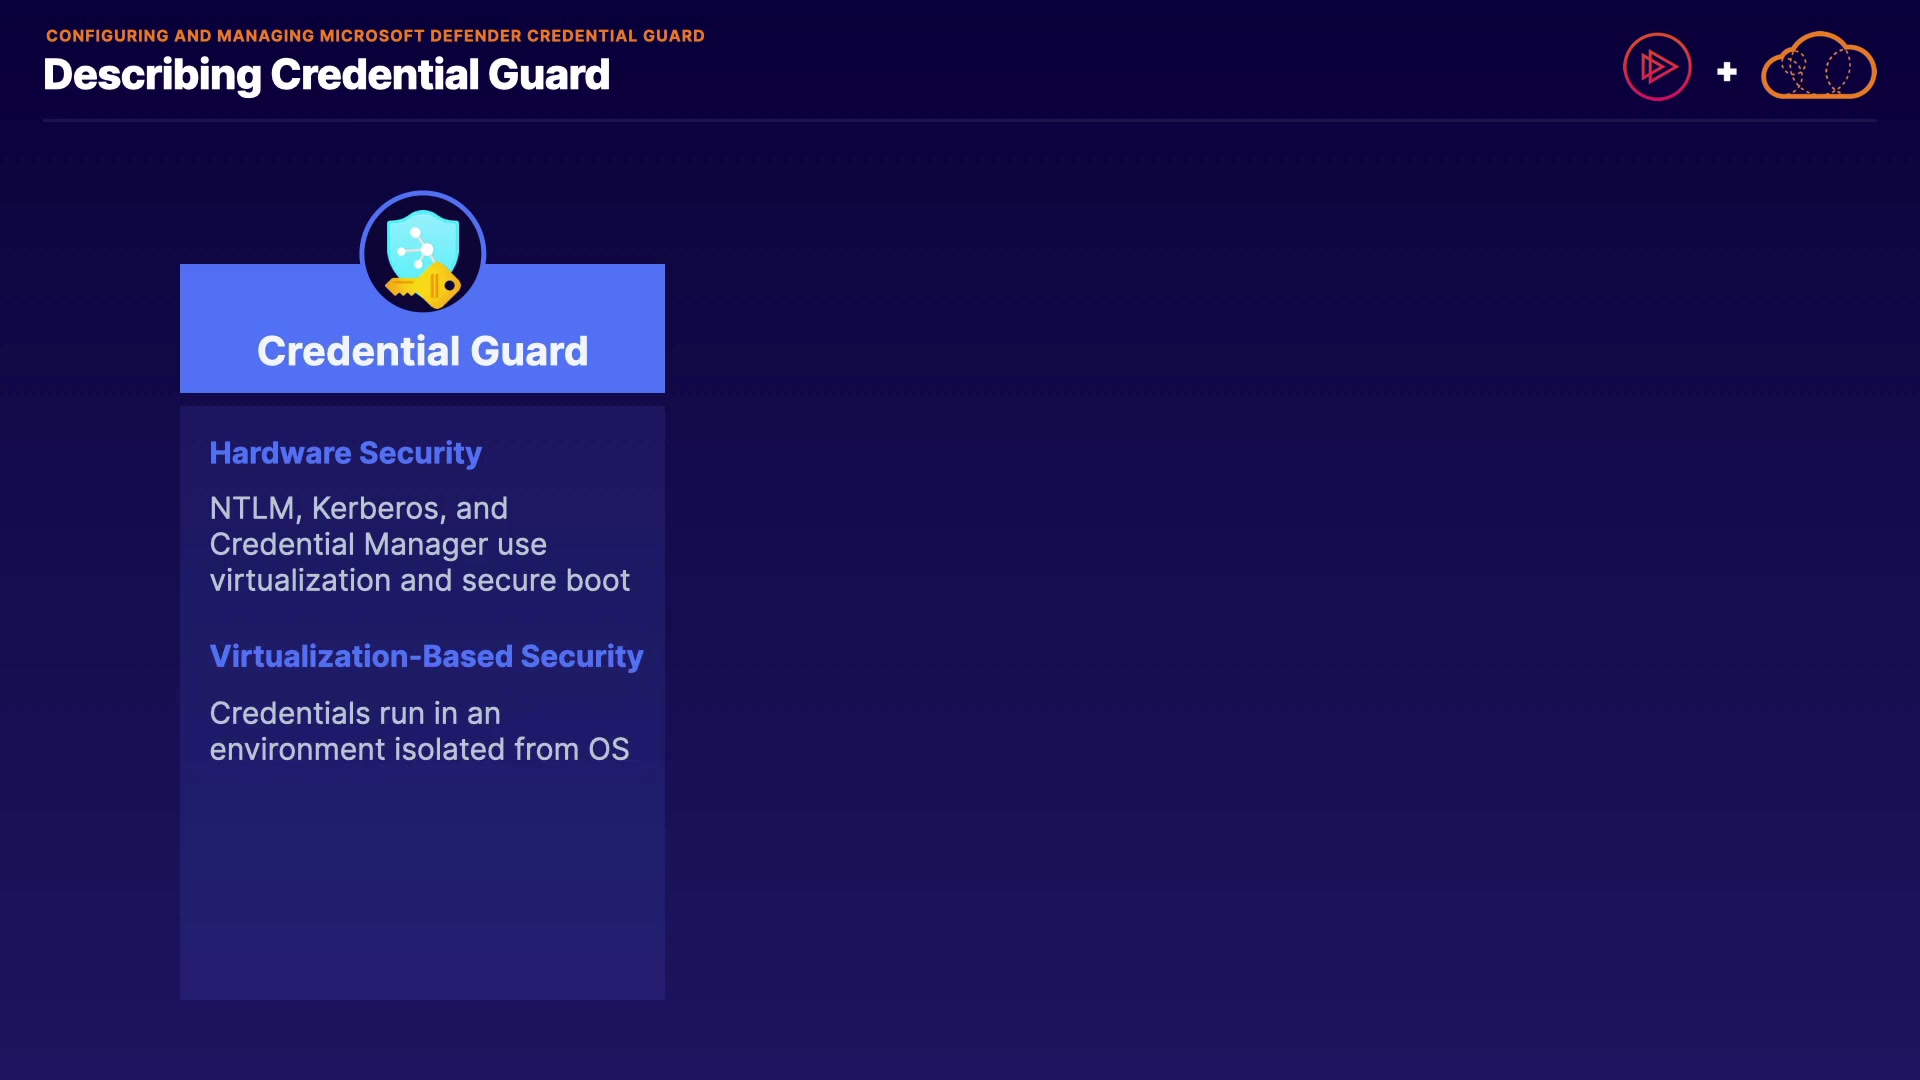 CONFIGURING AND MANAGING MICROSOFT DEFENDER CREDENTIAL GUARD
Describing Credential Guard
+
Credential Guard
Hardware Security
NTLM, Kerberos, and
Credential Manager use
virtualization and secure boot
Virtualization-Based Security
Credentials run in an
environment isolated from OS